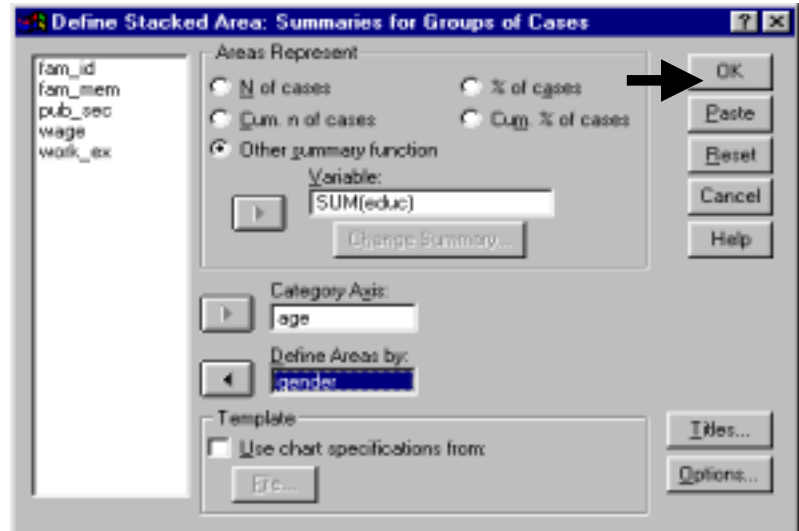 Define Stacked Area: Summaries for Groups of Cases
fam_id
fam_mem
pub_sec
wage
work_ex
Areas Represent
N of cases
% of cases
Cum. n of cases
Cum. % of cases
Other summary function
Variable:
SUM(educ)
Change Summary...
Category Axis:
age
Define Areas by:
gender
Template
Use chart specifications from:
File...
OK
Paste
Reset
Cancel
Help
Titles...
Options...